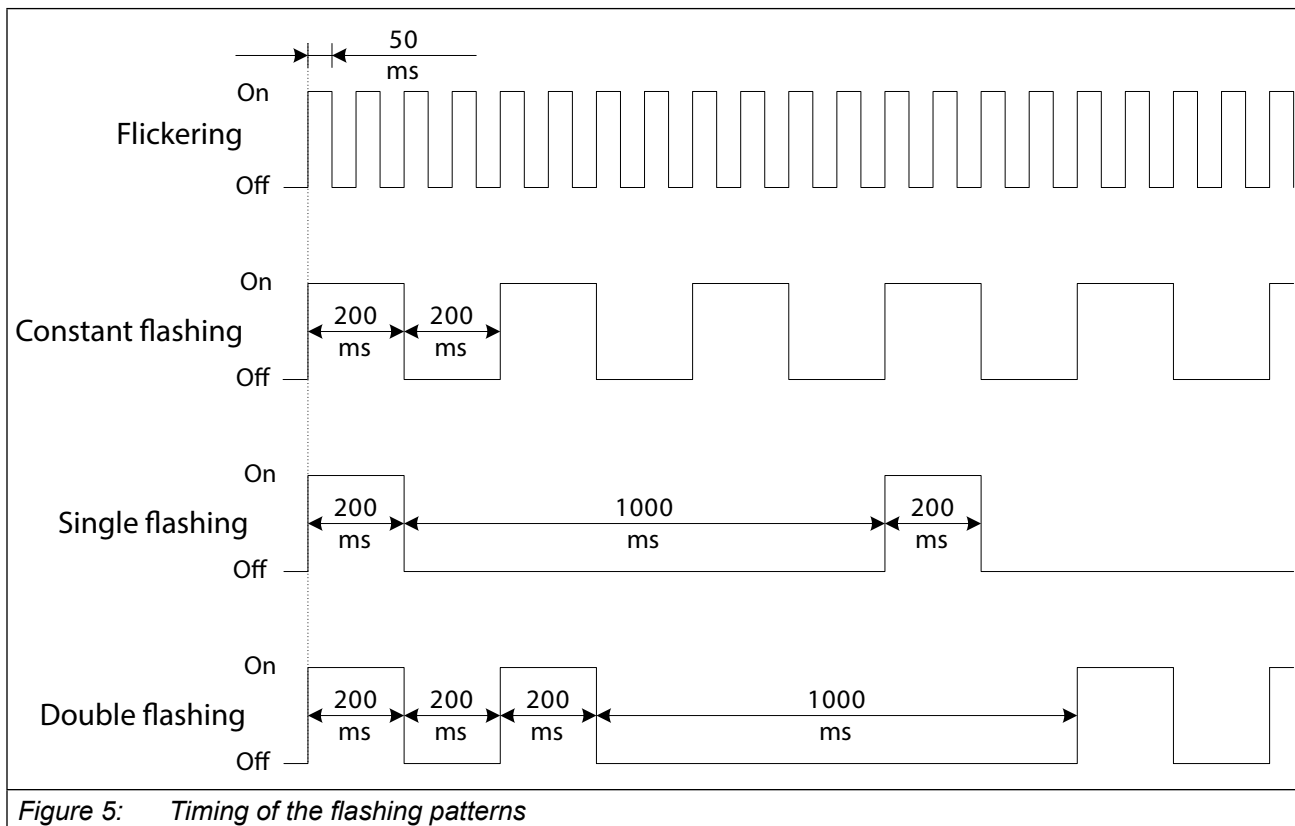 50
ms
On
Flickering
Off
On
200 200
Constant flashing
ms ms
Off
On
200 1000 200
Single flashing
ms ms ms
Off
On
200 200 200 1000
Double flashing
ms ms ms ms
Off
Figure 5: Timing of the flashing patterns